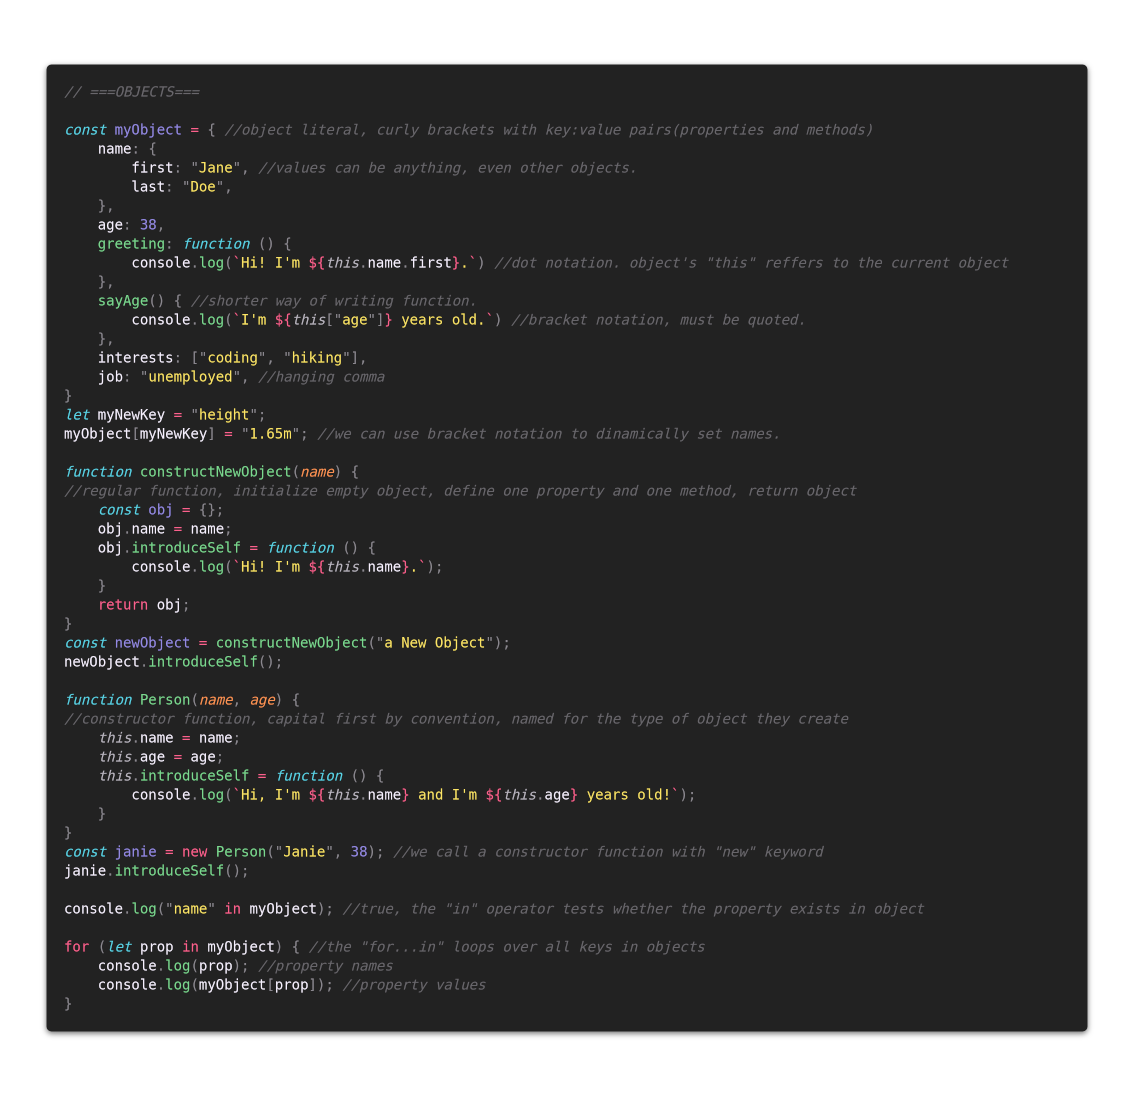 // ===OBJECTS===

const myObject = { //object literal, curly brackets with key:value pairs(properties and methods)
    name: {
        first: "Jane", //values can be anything, even other objects.
        last: "Doe",
    },
    age: 38,
    greeting: function () {
        console.log(`Hi! I'm ${this.name.first}.`) //dot notation. object's "this" reffers to the current object
    },
    sayAge() { //shorter way of writing function.
        console.log(`I'm ${this["age"]} years old.`) //bracket notation, must be quoted.
    },
    interests: ["coding", "hiking"],
    job: "unemployed", //hanging comma
}
let myNewKey = "height";
myObject[myNewKey] = "1.65m"; //we can use bracket notation to dinamically set names.

function constructNewObject(name) {
//regular function, initialize empty object, define one property and one method, return object
    const obj = {};
    obj.name = name;
    obj.introduceSelf = function () {
        console.log(`Hi! I'm ${this.name}.`);
    }
    return obj;
}
const newObject = constructNewObject("a New Object");
newObject.introduceSelf();

function Person(name, age) {
//constructor function, capital first by convention, named for the type of object they create
    this.name = name;
    this.age = age;
    this.introduceSelf = function () {
        console.log(`Hi, I'm ${this.name} and I'm ${this.age} years old!`);
    }
}
const janie = new Person("Janie", 38); //we call a constructor function with "new" keyword
janie.introduceSelf();

console.log("name" in myObject); //true, the "in" operator tests whether the property exists in object

for (let prop in myObject) { //the "for...in" loops over all keys in objects
    console.log(prop); //property names
    console.log(myObject[prop]); //property values
}